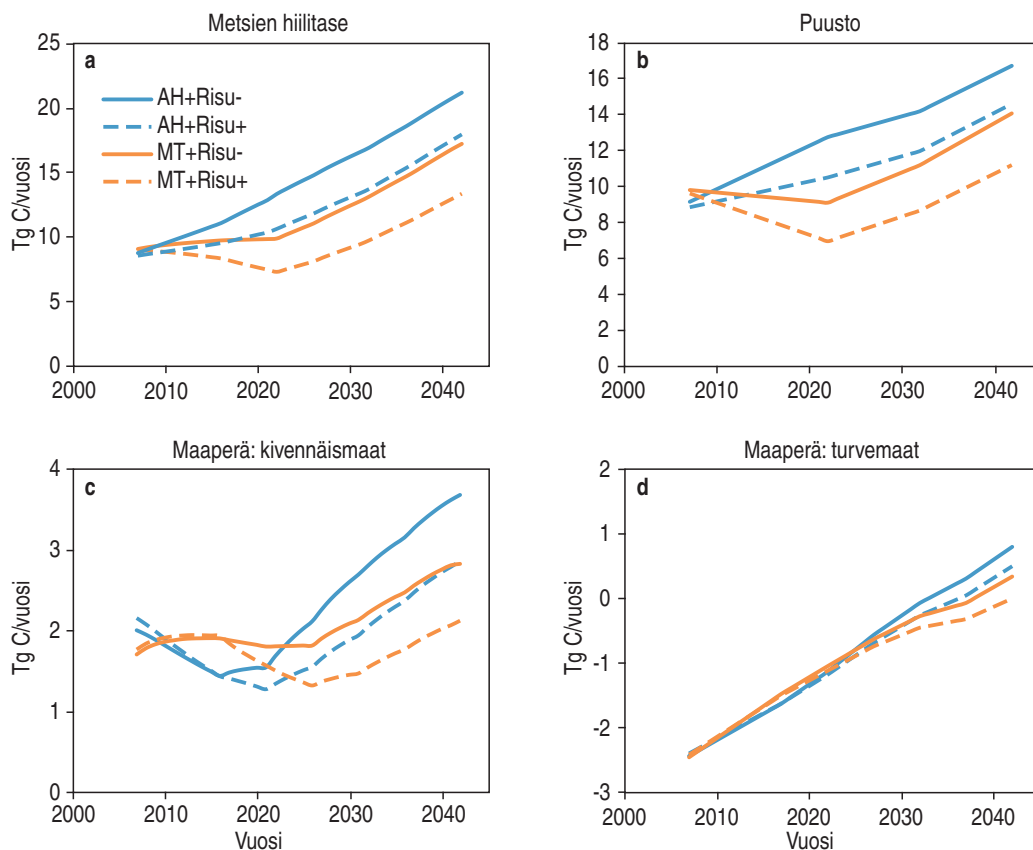 Metsien hiilitase
a
25
20
15
10
5
0
Tg C/vuosi
AH+Risu-
AH+Risu+
MT+Risu-
MT+Risu+
2000
2010
2020
2030
2040
Puusto
b
18
16
14
12
10
8
6
4
2
0
Tg C/vuosi
2000
2010
2020
2030
2040
Maaperä: kivennäismaat
c
4
3
2
1
0
Tg C/vuosi
2000
2010
2020
2030
2040
Vuosi
Maaperä: turvemaat
d
2
1
0
-1
-2
-3
Tg C/vuosi
2000
2010
2020
2030
2040
Vuosi